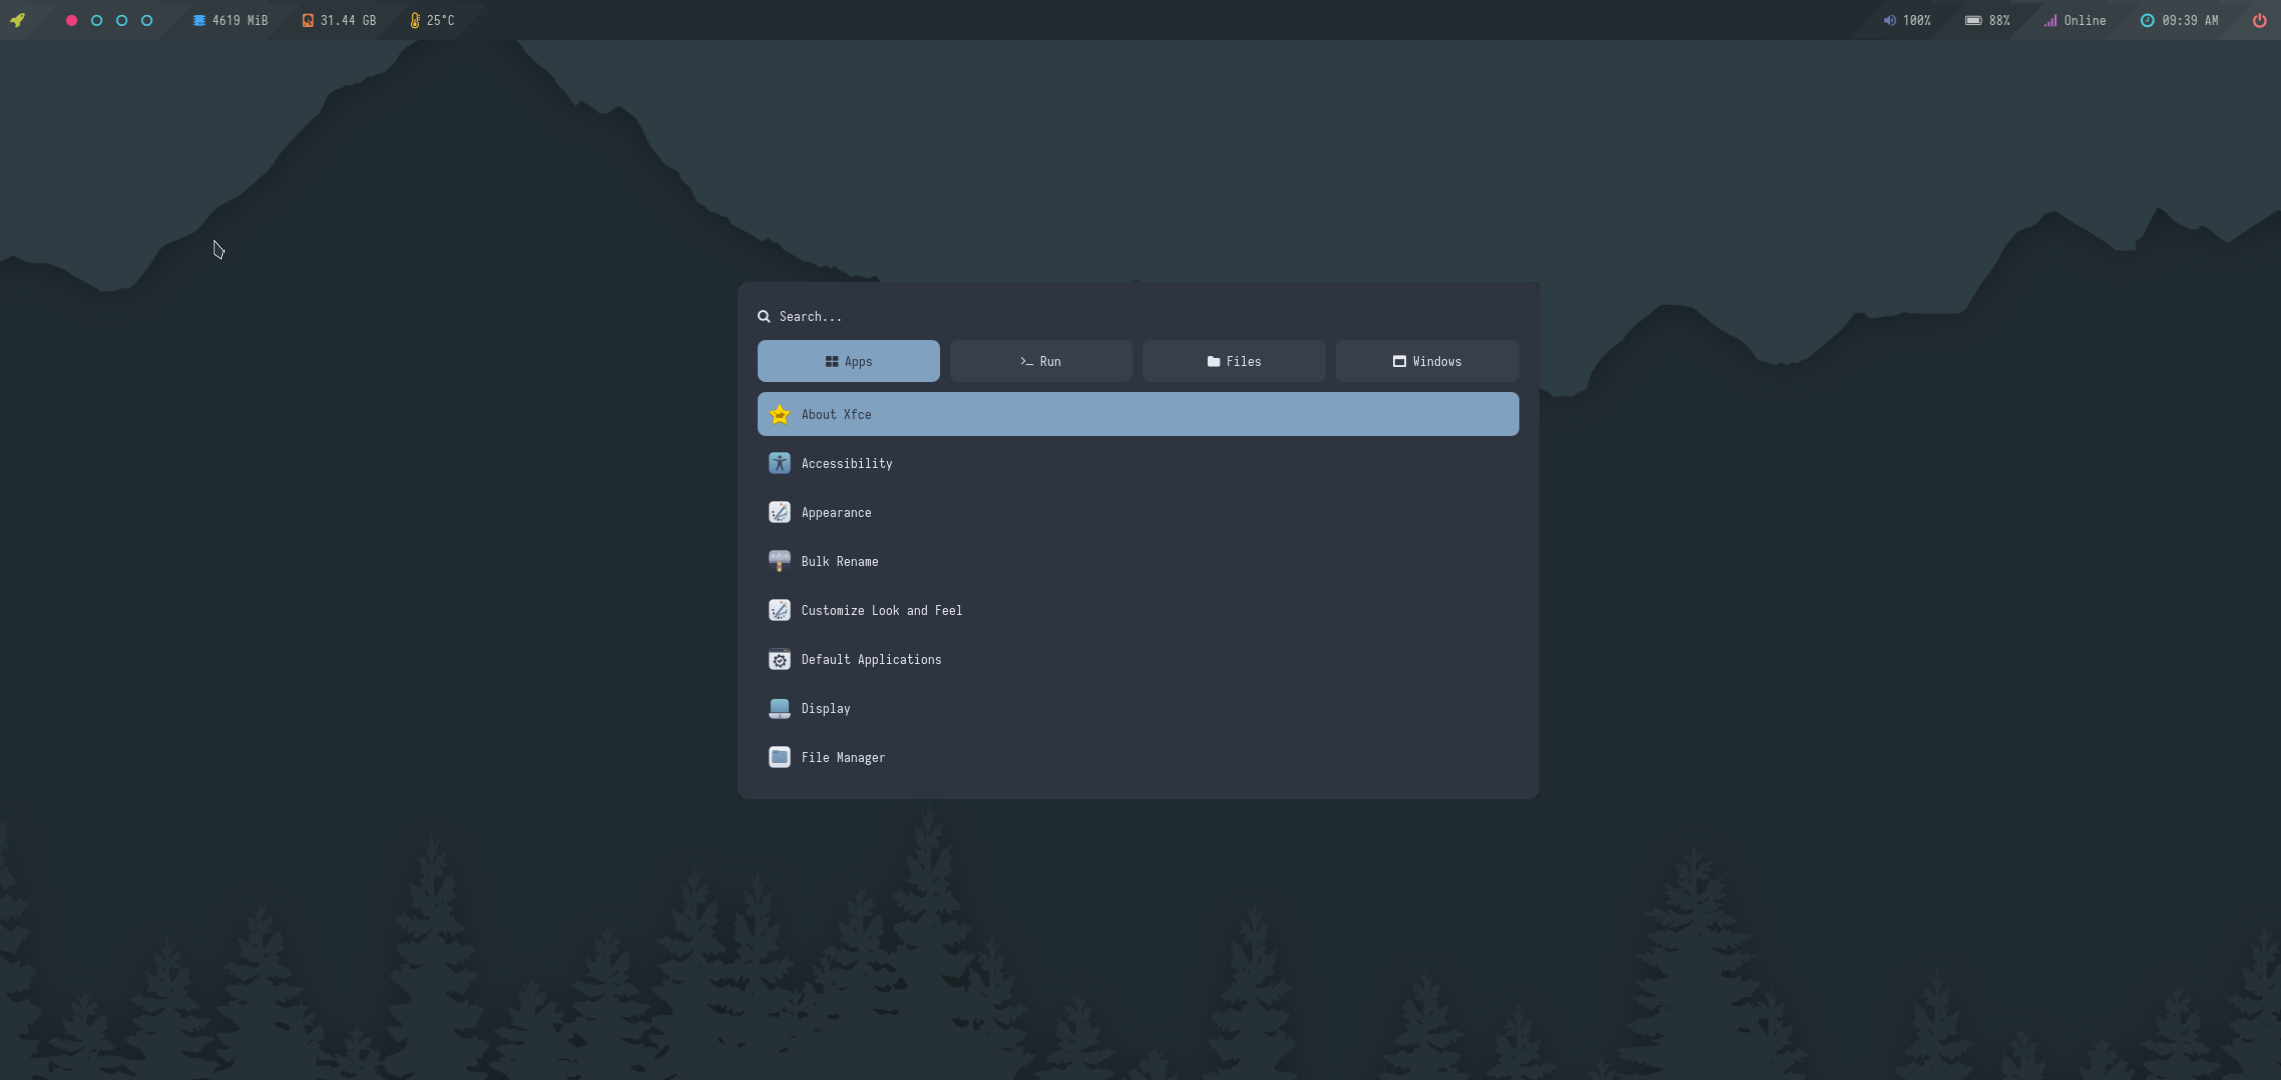 4619 MiB 31.44 GB 25°C 100% 88% Online 09:39 AM
Search...
Apps Run Files Windows
About Xfce
Accessibility
Appearance
Bulk Rename
Customize Look and Feel
Default Applications
Display
File Manager